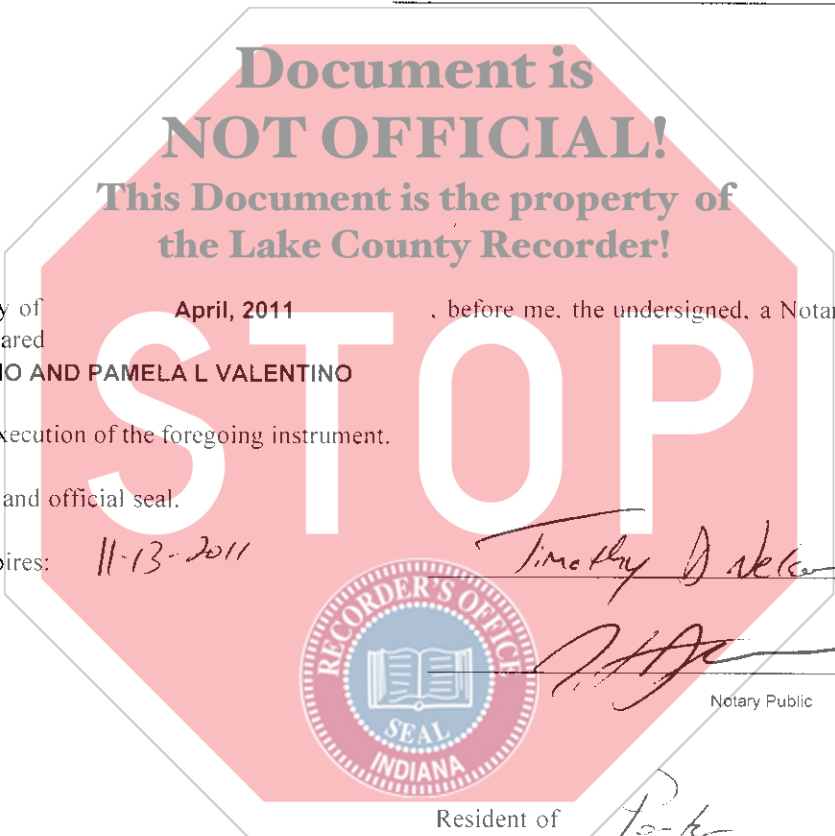 Document is
NOT OFFICIAL!
This Document is the property of
the Lake County Recorder!
y of April, 2011 , before me, the undersigned, a Notar
ared
IO AND PAMELA L VALENTINO
xecution of the foregoing instrument.
and official seal.
STOP
pires: 11-13-2011
Timothy D
RECORDER'S OFFICE
SEAL
INDIANA
Notary Public
Resident of